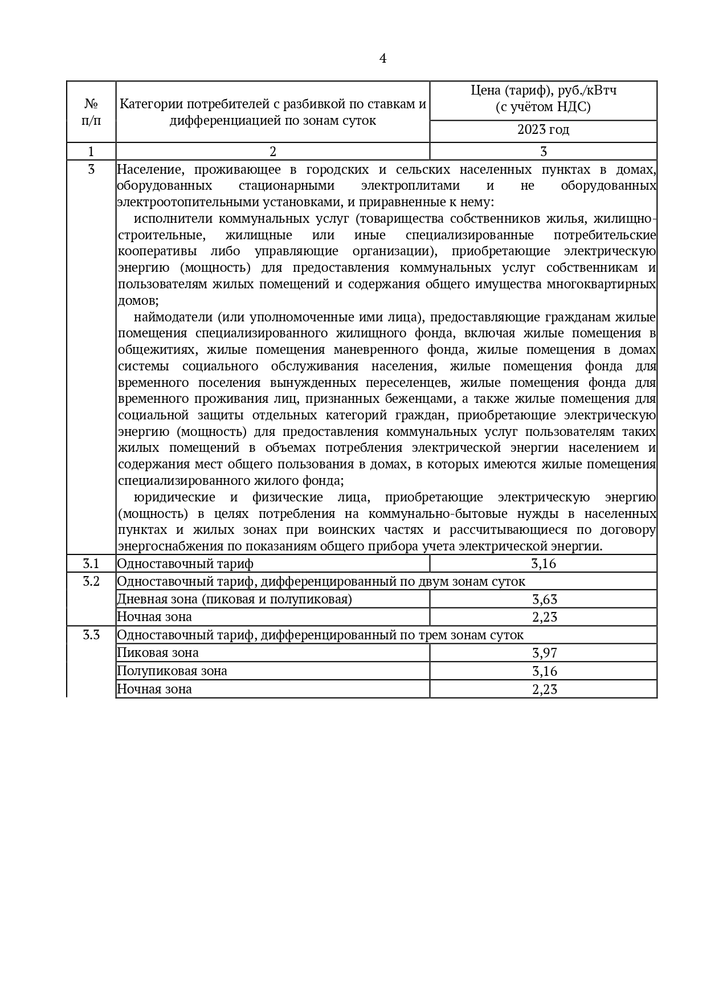 4
№
п/п
Категории потребителей с разбивкой по ставкам и
дифференциацией по зонам суток
Цена (тариф), руб./кВтч
(с учётом НДС)
2023 год
1 2 3
3 Население, проживающее в городских и сельских населенных пунктах в домах,
оборудованных стационарными электроплитами и не оборудованных
электроотопительными установками, и приравненные к нему:
исполнители коммунальных услуг (товарищества собственников жилья, жилищно-
строительные, жилищные или иные специализированные потребительские
кооперативы либо управляющие организации), приобретающие электрическую
энергию (мощность) для предоставления коммунальных услуг собственникам и
пользователям жилых помещений и содержания общего имущества многоквартирных
домов;
наймодатели (или уполномоченные ими лица), предоставляющие гражданам жилые
помещения специализированного жилищного фонда, включая жилые помещения в
общежитиях, жилые помещения маневренного фонда, жилые помещения в домах
системы социального обслуживания населения, жилые помещения фонда для
временного поселения вынужденных переселенцев, жилые помещения фонда для
временного проживания лиц, признанных беженцами, а также жилые помещения для
социальной защиты отдельных категорий граждан, приобретающие электрическую
энергию (мощность) для предоставления коммунальных услуг пользователям таких
жилых помещений в объемах потребления электрической энергии населением и
содержания мест общего пользования в домах, в которых имеются жилые помещения
специализированного жилого фонда;
юридические и физические лица, приобретающие электрическую энергию
(мощность) в целях потребления на коммунально-бытовые нужды в населенных
пунктах и жилых зонах при воинских частях и рассчитывающиеся по договору
энергоснабжения по показаниям общего прибора учета электрической энергии.
3.1 Одноставочный тариф 3,16
3.2 Одноставочный тариф, дифференцированный по двум зонам суток
Дневная зона (пиковая и полупиковая) 3,63
Ночная зона 2,23
3.3 Одноставочный тариф, дифференцированный по трем зонам суток
Пиковая зона 3,97
Полупиковая зона 3,16
Ночная зона 2,23